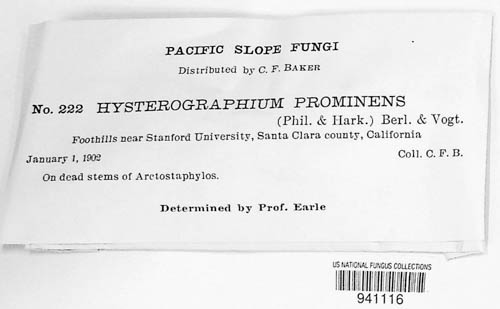 PACIFIC SLOPE FUNGI
Distributed by C. F. BAKER
No. 222 HYSTEROGRAPHIUM PROMINENS
(Phil. & Hark.) Berl. & Vogt.
Foothills near Stanford University, Santa Clara county, California
January 1, 1902 Coll. C. F. B.
On dead stems of Arctostaphylos.
Determined by Prof. Earle
US NATIONAL FUNGUS COLLECTIONS
941116